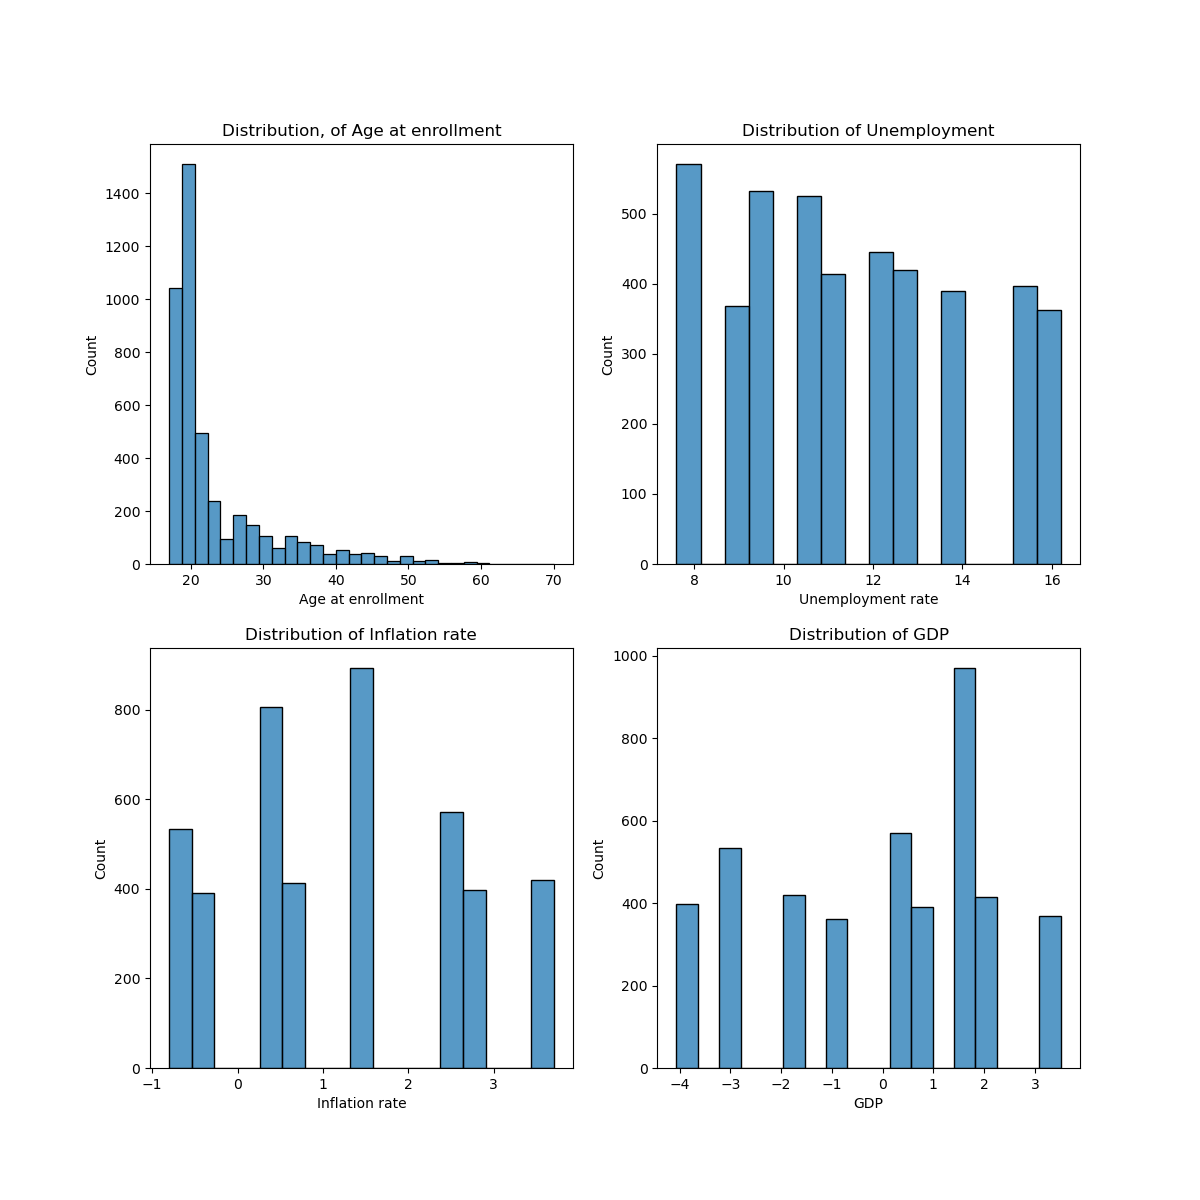 Distribution, of Age at enrollment
1400
1200
1000
800
600
400
200
0
Count
20 30 40 50 60 70
Age at enrollment
Distribution of Unemployment
500
400
300
200
100
0
Count
8 10 12 14 16
Unemployment rate
Distribution of Inflation rate
800
600
400
200
0
Count
−1 0 1 2 3
Inflation rate
Distribution of GDP
1000
800
600
400
200
0
Count
−4 −3 −2 −1 0 1 2 3
GDP